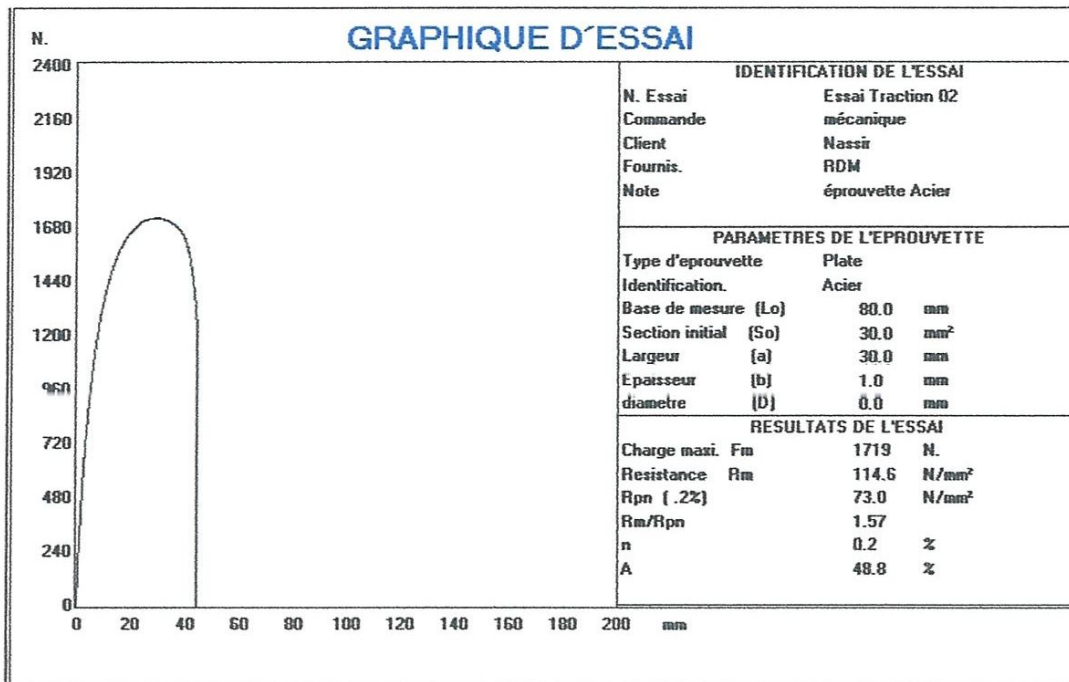 GRAPHIQUE D´ESSAI
N.
2400
2160
1920
1680
1440
1200
960
720
480
240
0
0 20 40 60 80 100 120 140 160 180 200 mm
IDENTIFICATION DE L'ESSAI
N. Essai Essai Traction 02
Commande mécanique
Client Nassir
Fournis. RDM
Note éprouvette Acier
PARAMETRES DE L'EPROUVETTE
Type d'eprouvette Plate
Identification. Acier
Base de mesure (Lo) 80.0 mm
Section initial (So) 30.0 mm²
Largeur (a) 30.0 mm
Epaisseur (b) 1.0 mm
diametre (D) 0.0 mm
RESULTATS DE L'ESSAI
Charge maxi. Fm 1719 N.
Resistance Rm 114.6 N/mm²
Rpn ( .2%) 73.0 N/mm²
Rm/Rpn 1.57
n 0.2 %
A 48.8 %